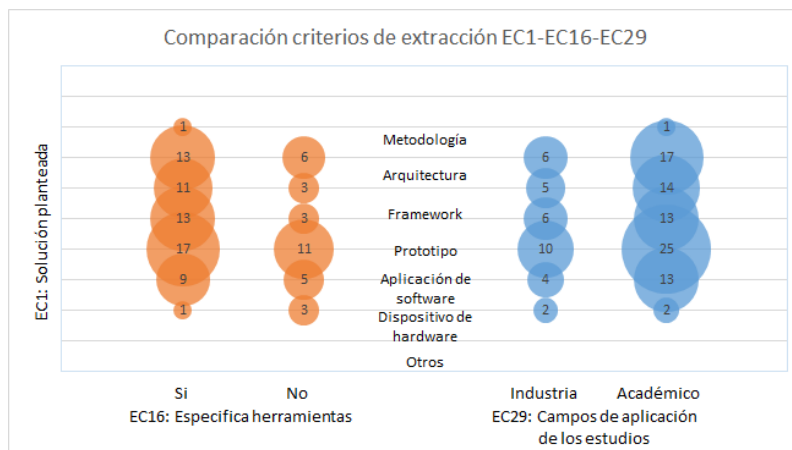 Comparación criterios de extracción EC1-EC16-EC29
EC1: Solución planteada
1 1
Metodología
13 6 6 17
Arquitectura
11 3 5 14
Framework
13 3 6 13
Prototipo
17 11 10 25
Aplicación de
software
9 5 4 13
Dispositivo de
hardware
1 3 2 2
Otros
Si No Industria Académico
EC16: Especifica herramientas EC29: Campos de aplicación
de los estudios